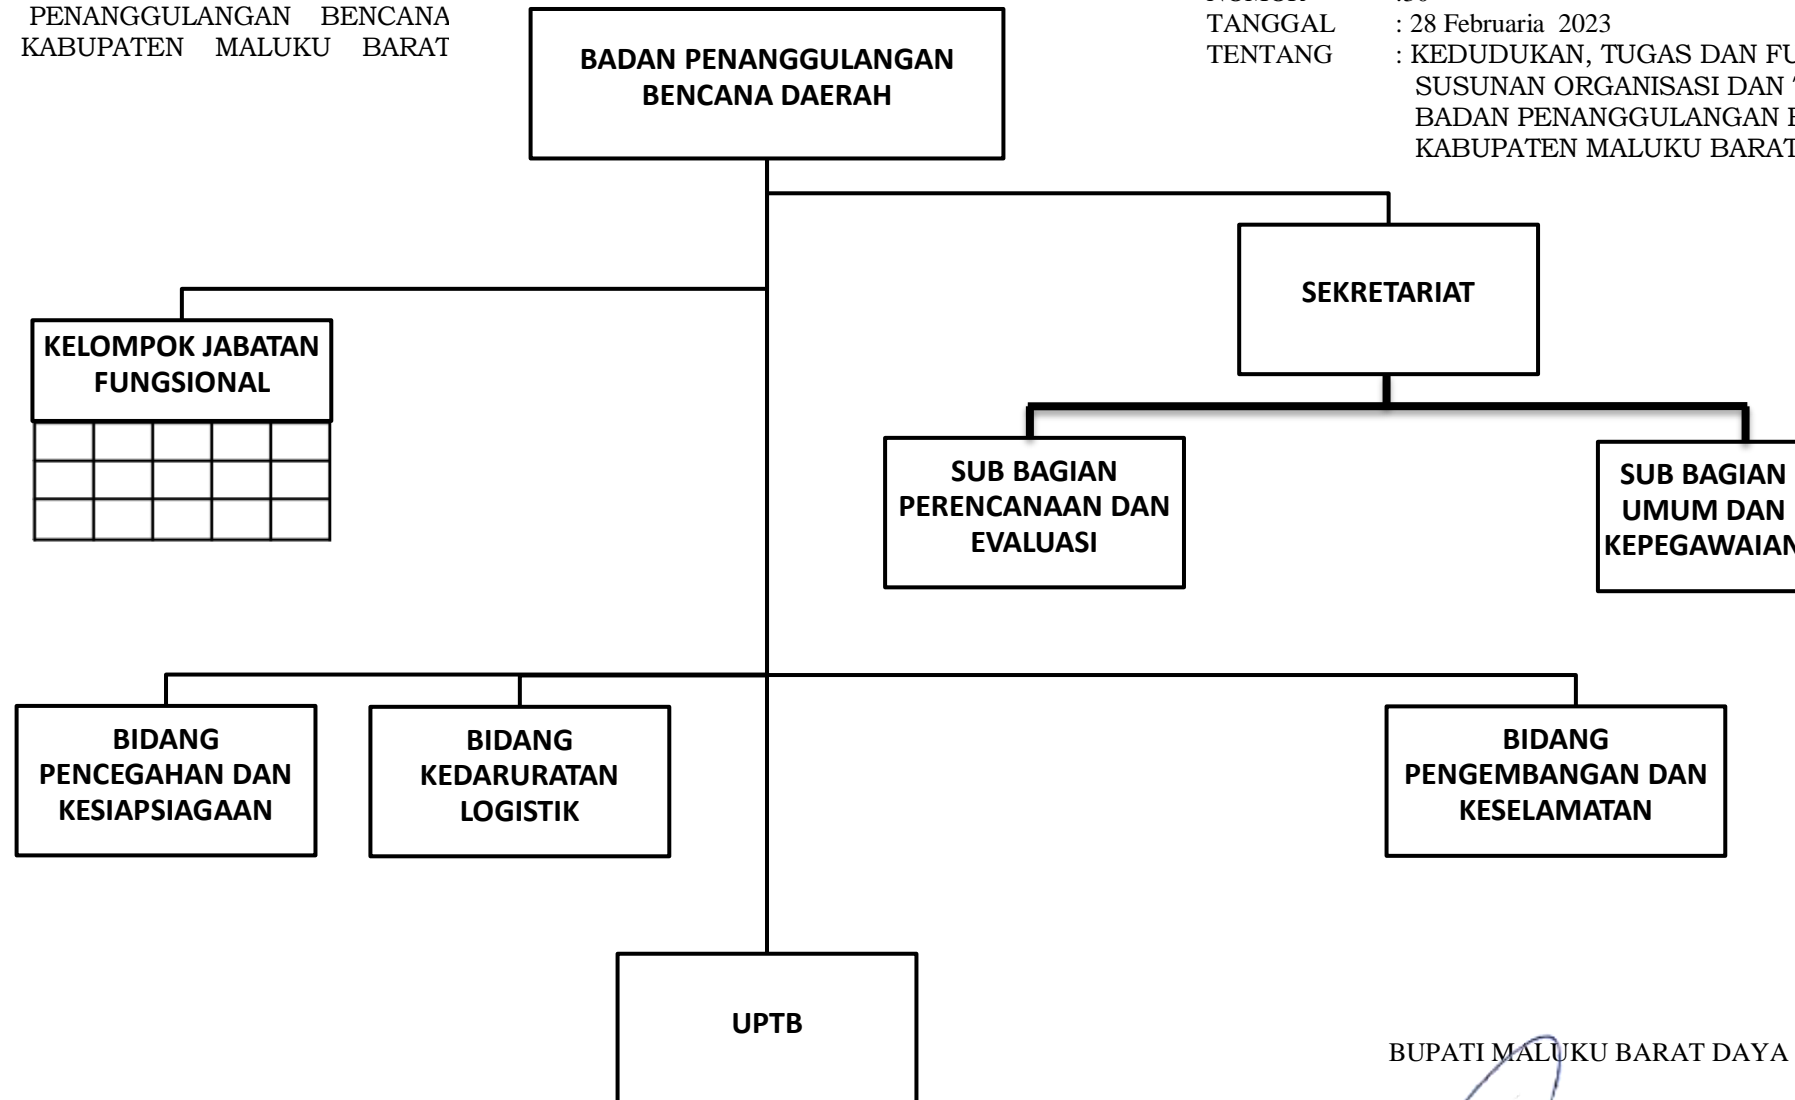 PENANGGULANGAN BENCANA
KABUPATEN MALUKU BARAT
TANGGAL : 28 Februaria 2023
TENTANG : KEDUDUKAN, TUGAS DAN
SUSUNAN ORGANISASI DAN
BADAN PENANGGULANGAN
KABUPATEN MALUKU BARAT
BADAN PENANGGULANGAN
BENCANA DAERAH
SEKRETARIAT
KELOMPOK JABATAN
FUNGSIONAL
SUB BAGIAN
PERENCANAAN DAN
EVALUASI
SUB BAGIAN
UMUM DAN
KEPEGAWAIAN
BIDANG
PENCEGAHAN DAN
KESIAPSIAGAAN
BIDANG
KEDARURATAN
LOGISTIK
BIDANG
PENGEMBANGAN DAN
KESELAMATAN
UPTB
BUPATI MALUKU BARAT DAYA